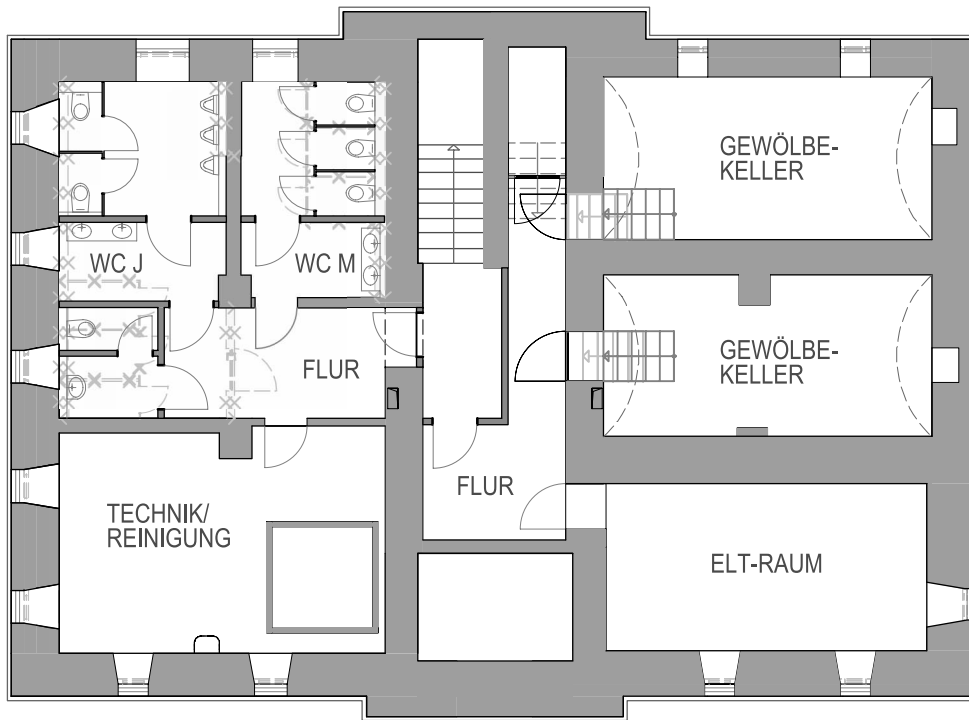 GEWÖLBE-
KELLER
WC J
WC M
GEWÖLBE-
KELLER
FLUR
FLUR
TECHNIK/
REINIGUNG
ELT-RAUM